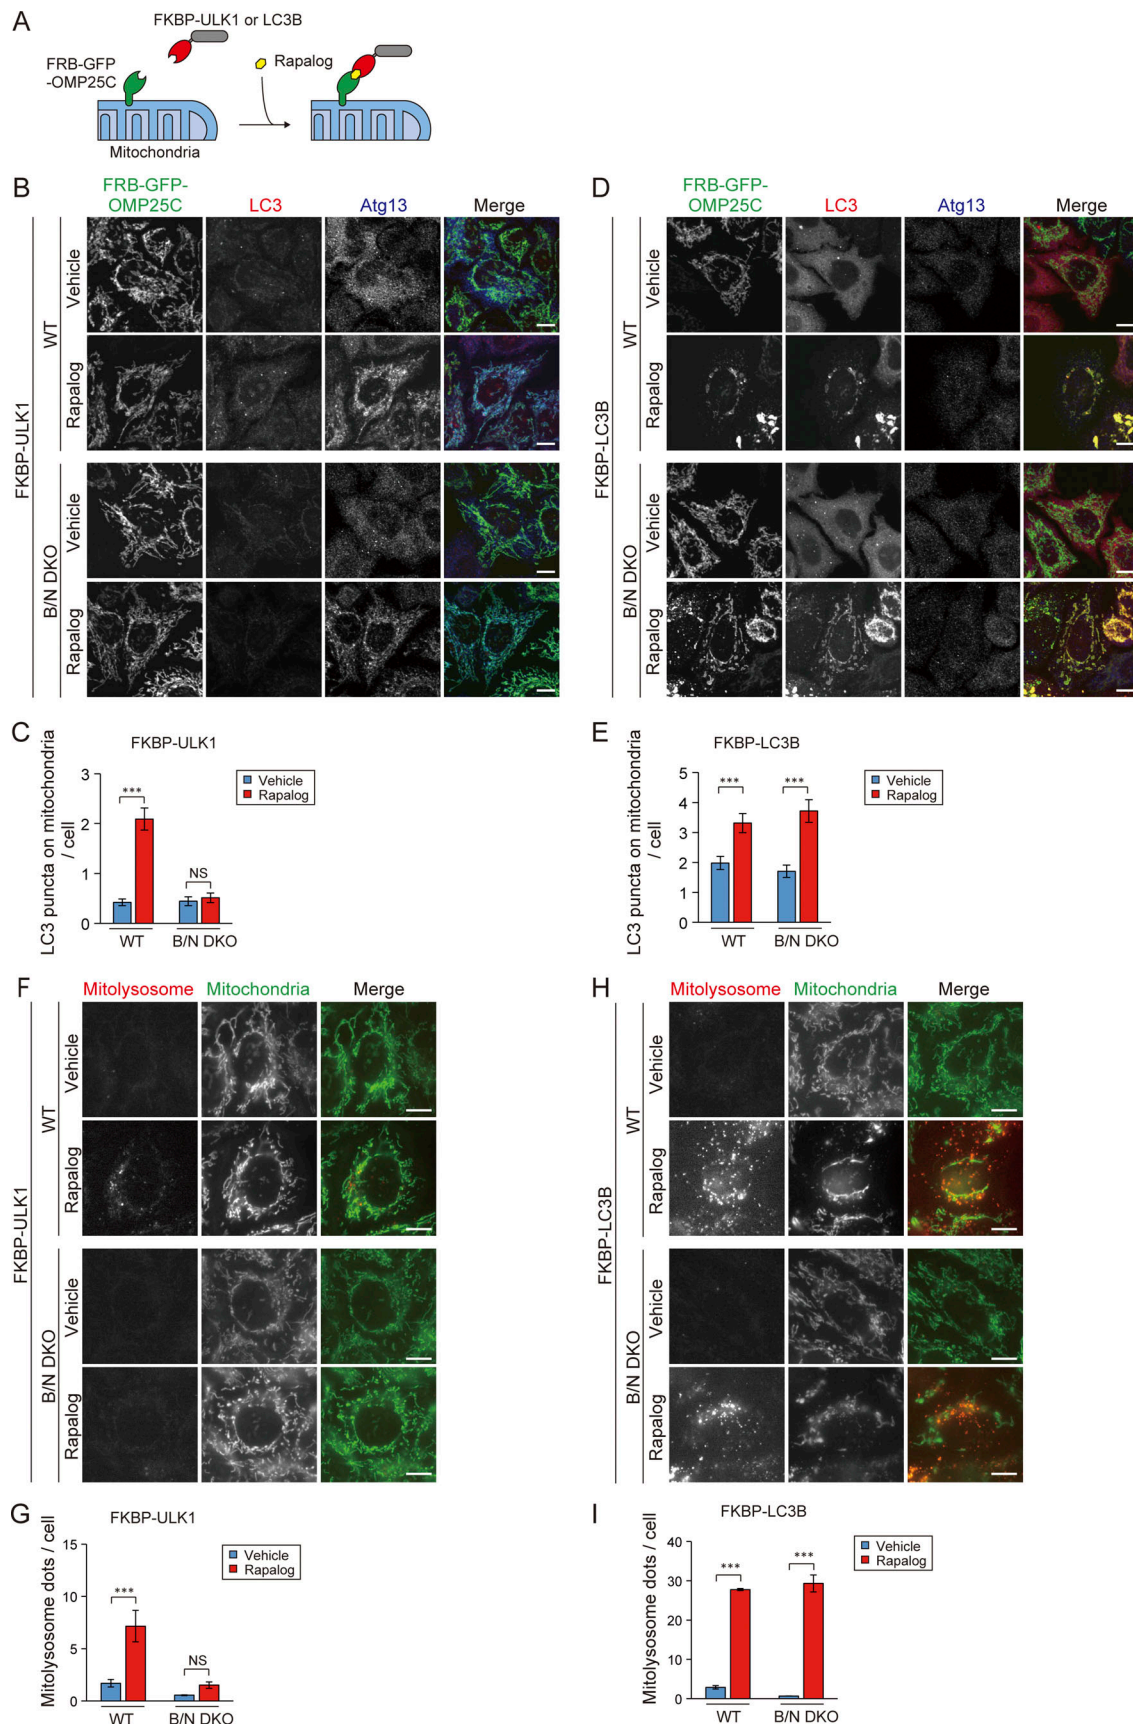 A
FKBP-ULK1 or LC3B
FRB-GFP
-OMP25C
Rapalog
Mitochondria
B
FRB-GFP-
OMP25C
LC3
Atg13
Merge
FKBP-ULK1
WT
Vehicle
Rapalog
B/N DKO
Vehicle
Rapalog
D
FRB-GFP-
OMP25C
LC3
Atg13
Merge
FKBP-LC3B
WT
Vehicle
Rapalog
B/N DKO
Vehicle
Rapalog
C
FKBP-ULK1
LC3 puncta on mitochondria
/ cell
3
2
1
0
***
NS
WT
B/N DKO
Vehicle
Rapalog
E
FKBP-LC3B
LC3 puncta on mitochondria
/ cell
5
4
3
2
1
0
***
***
WT
B/N DKO
Vehicle
Rapalog
F
Mitolysosome
Mitochondria
Merge
FKBP-ULK1
WT
Vehicle
Rapalog
B/N DKO
Vehicle
Rapalog
H
Mitolysosome
Mitochondria
Merge
FKBP-LC3B
WT
Vehicle
Rapalog
B/N DKO
Vehicle
Rapalog
G
FKBP-ULK1
Mitolysosome dots / cell
15
10
5
0
***
NS
WT
B/N DKO
Vehicle
Rapalog
I
FKBP-LC3B
Mitolysosome dots / cell
40
30
20
10
0
***
***
WT
B/N DKO
Vehicle
Rapalog